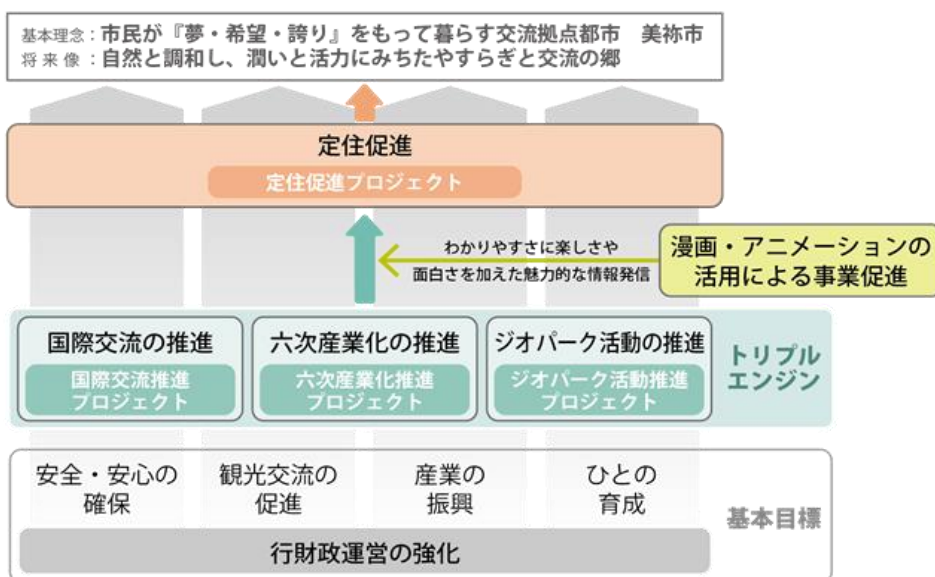 基本理念：市民が『夢・希望・誇り』をもって暮らす交流拠点都市　美祢市
将来像：自然と調和し、潤いと活力にみちたやすらぎと交流の郷
定住促進
定住促進プロジェクト
わかりやすさに楽しさや
面白さを加えた魅力的な情報発信
漫画・アニメーションの
活用による事業促進
国際交流の推進
国際交流推進
プロジェクト
六次産業化の推進
六次産業化推進
プロジェクト
ジオパーク活動の推進
ジオパーク活動推進
プロジェクト
トリプル
エンジン
安全・安心の
確保
観光交流の
促進
産業の
振興
ひとの
育成
基本目標
行財政運営の強化